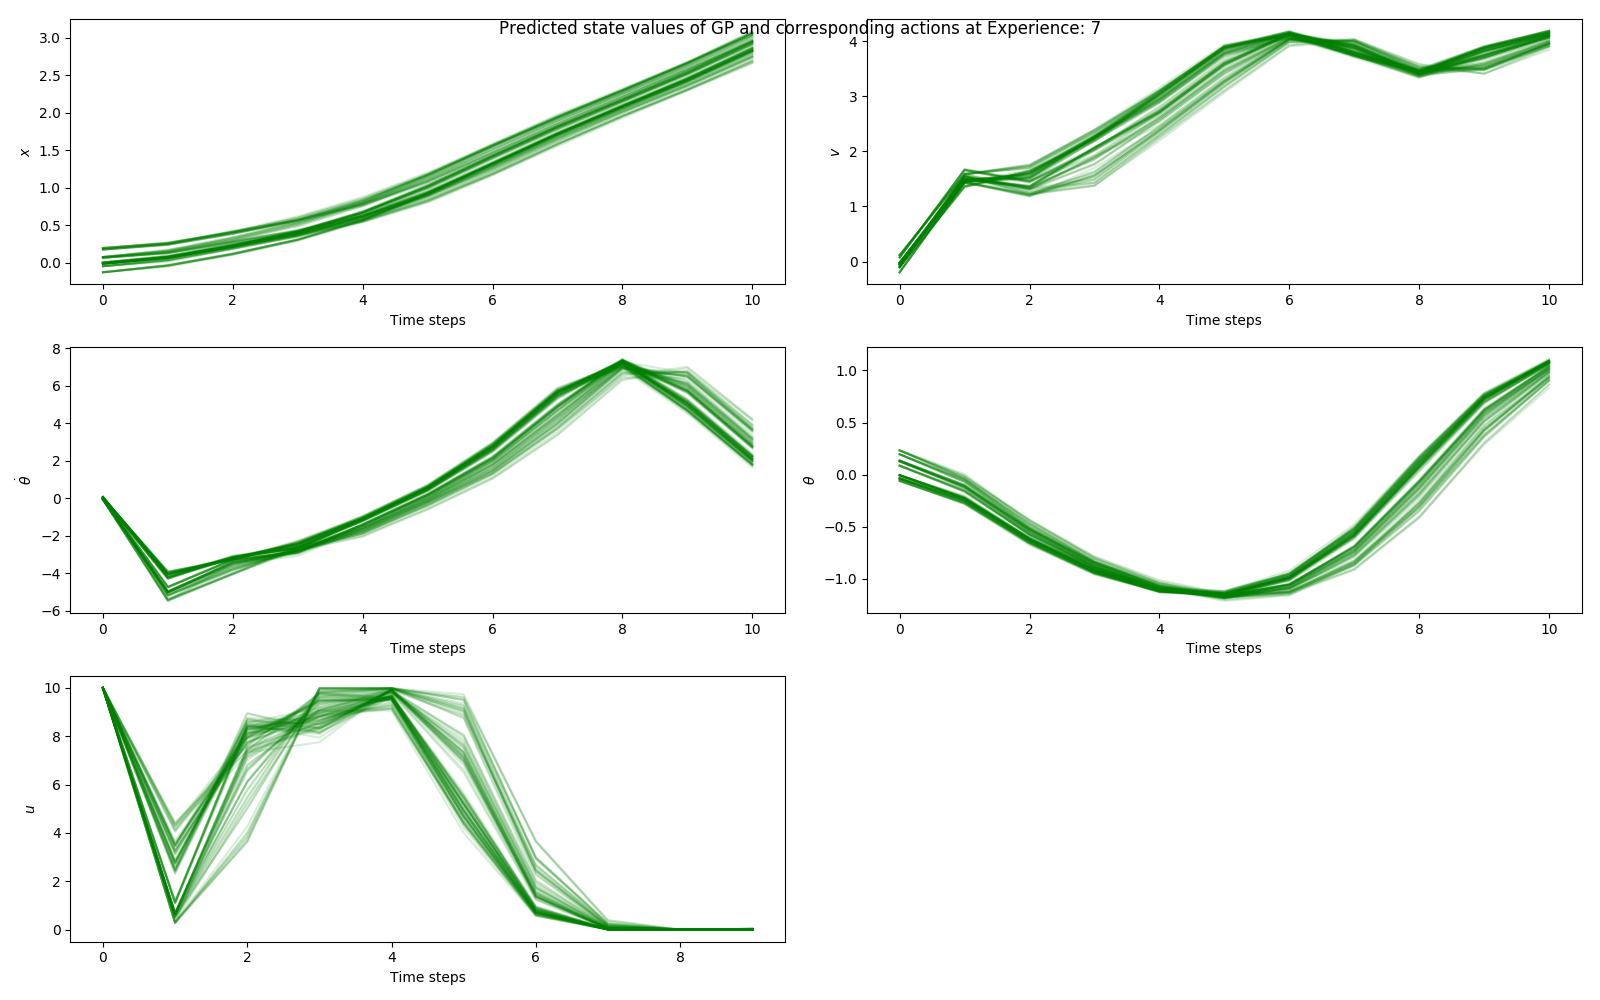 Predicted state values of GP and corresponding actions at Experience: 7
3.0
2.5
2.0
1.5
1.0
0.5
0.0
x
0 2 4 6 8 10
Time steps
4
3
2
1
0
v
0 2 4 6 8 10
Time steps
8
6
4
2
0
−2
−4
−6
θ̇
0 2 4 6 8 10
Time steps
1.0
0.5
0.0
−0.5
−1.0
θ
0 2 4 6 8 10
Time steps
10
8
6
4
2
0
u
0 2 4 6 8
Time steps